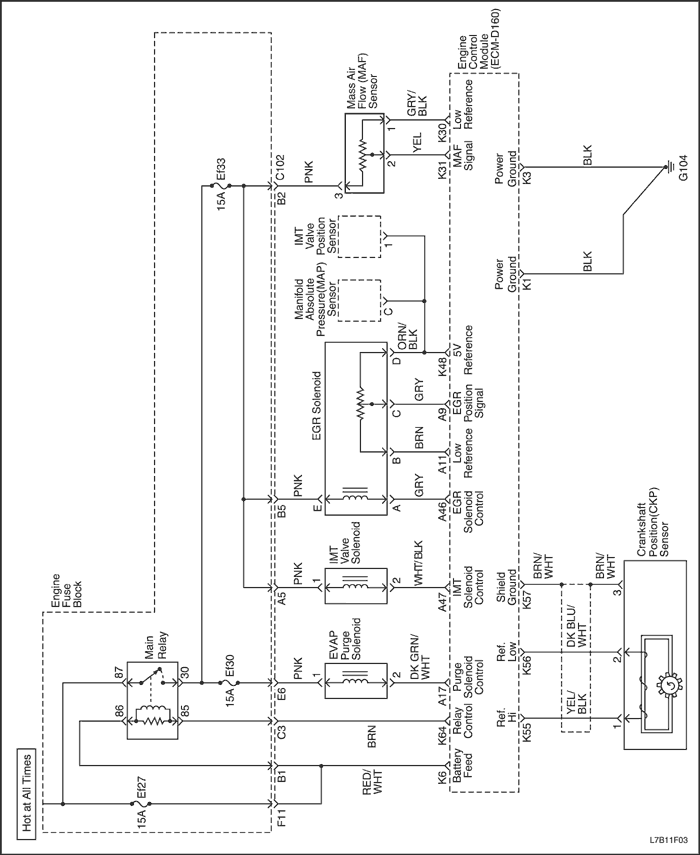 Hot at All Times
Engine
Fuse
Block
Main
Relay
87
86
30
85
Ef27
15A
Ef30
15A
Ef33
15A
F11
B1
C3
E6
A5
B5
B2
C102
RED/
WHT
BRN
PNK
PNK
PNK
PNK
EVAP
Purge
Solenoid
1
2
DK GRN/
WHT
IMT
Valve
Solenoid
1
2
WHT/BLK
EGR Solenoid
E
A
B
C
D
GRY
BRN
GRY
ORN/
BLK
Manifold
Absolute
Pressure(MAP)
Sensor
C
IMT
Valve
Position
Sensor
1
Mass Air
Flow (MAF)
Sensor
3
2
1
YEL
GRY/
BLK
Engine
Control
Module
(ECM-D160)
K6
Battery
Feed
K64
Relay
Control
A17
Purge
Solenoid
Control
A47
IMT
Solenoid
Control
A46
EGR
Solenoid
Control
A11
Low
Reference
A9
EGR
Position
Signal
K48
5V
Reference
K31
MAF
Signal
K30
Low
Reference
Ref.
Hi
K55
Ref.
Low
K56
Shield
Ground
K57
Power
Ground
K1
Power
Ground
K3
YEL/
BLK
DK BLU/
WHT
BRN/
WHT
BRN/
WHT
BLK
BLK
G104
1
2
3
Crankshaft
Position(CKP)
Sensor
L7B11F03